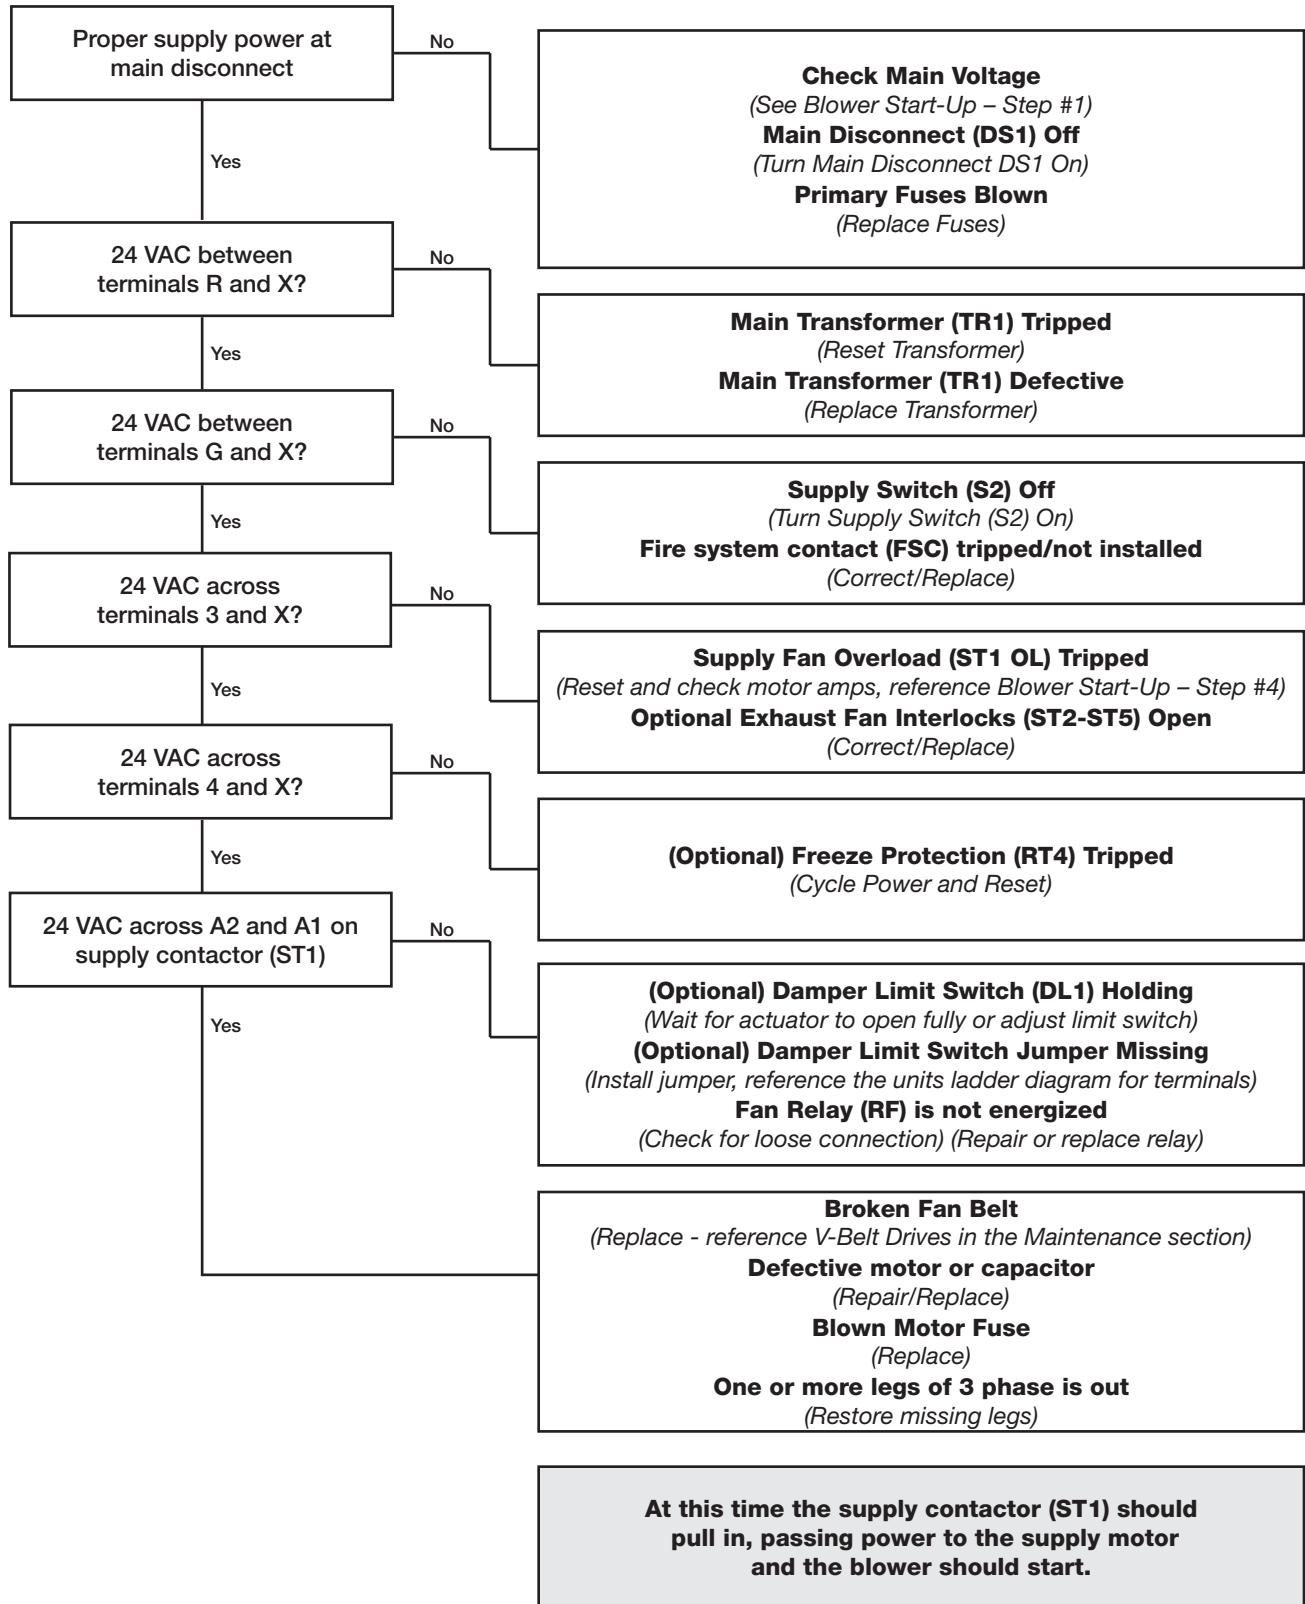 Proper supply power at
main disconnect
No
Check Main Voltage
(See Blower Start-Up – Step #1)
Main Disconnect (DS1) Off
(Turn Main Disconnect DS1 On)
Primary Fuses Blown
(Replace Fuses)
Yes
24 VAC between
terminals R and X?
No
Main Transformer (TR1) Tripped
(Reset Transformer)
Main Transformer (TR1) Defective
(Replace Transformer)
Yes
24 VAC between
terminals G and X?
No
Supply Switch (S2) Off
(Turn Supply Switch (S2) On)
Fire system contact (FSC) tripped/not installed
(Correct/Replace)
Yes
24 VAC across
terminals 3 and X?
No
Supply Fan Overload (ST1 OL) Tripped
(Reset and check motor amps, reference Blower Start-Up – Step #4)
Optional Exhaust Fan Interlocks (ST2-ST5) Open
(Correct/Replace)
Yes
24 VAC across
terminals 4 and X?
No
(Optional) Freeze Protection (RT4) Tripped
(Cycle Power and Reset)
Yes
24 VAC across A2 and A1 on
supply contactor (ST1)
No
(Optional) Damper Limit Switch (DL1) Holding
(Wait for actuator to open fully or adjust limit switch)
(Optional) Damper Limit Switch Jumper Missing
(Install jumper, reference the units ladder diagram for terminals)
Fan Relay (RF) is not energized
(Check for loose connection) (Repair or replace relay)
Yes
Broken Fan Belt
(Replace - reference V-Belt Drives in the Maintenance section)
Defective motor or capacitor
(Repair/Replace)
Blown Motor Fuse
(Replace)
One or more legs of 3 phase is out
(Restore missing legs)
At this time the supply contactor (ST1) should
pull in, passing power to the supply motor
and the blower should start.